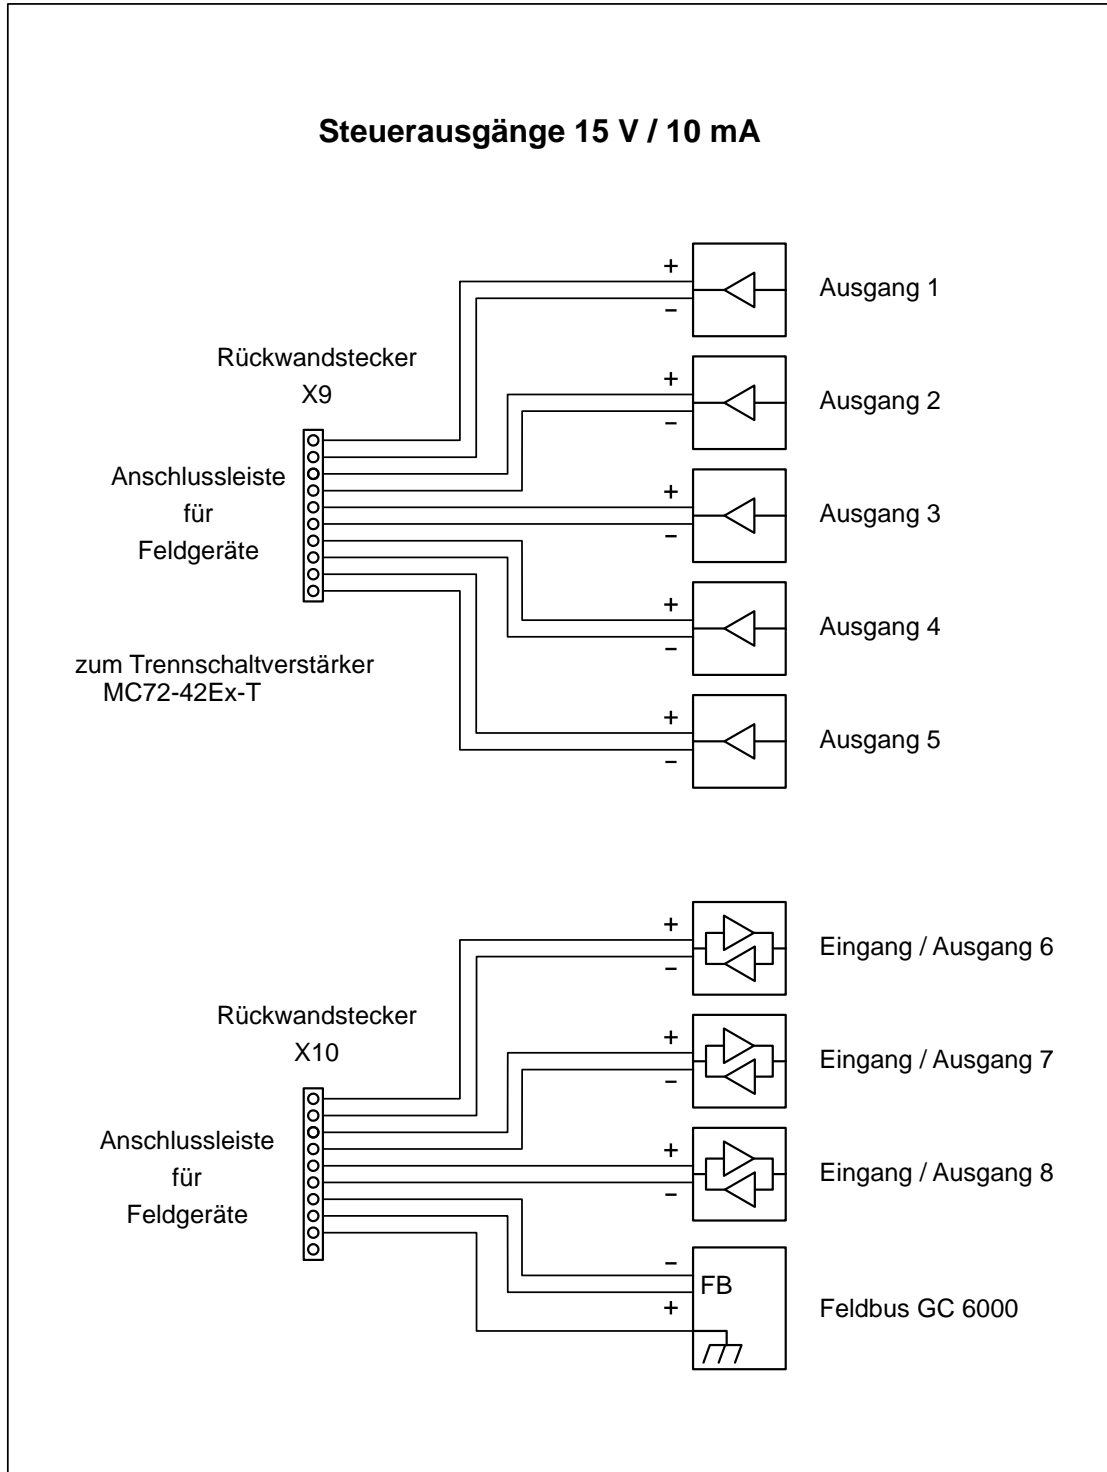 Steuerausgänge 15 V / 10 mA
+
−
Ausgang 1
Rückwandstecker
X9
+
−
Ausgang 2
Anschlussleiste
für
Feldgeräte
+
−
Ausgang 3
+
−
Ausgang 4
zum Trennschaltverstärker
MC72-42Ex-T
+
−
Ausgang 5
+
−
Eingang / Ausgang 6
Rückwandstecker
X10
+
−
Eingang / Ausgang 7
Anschlussleiste
für
Feldgeräte
+
−
Eingang / Ausgang 8
−
FB
+
Feldbus GC 6000